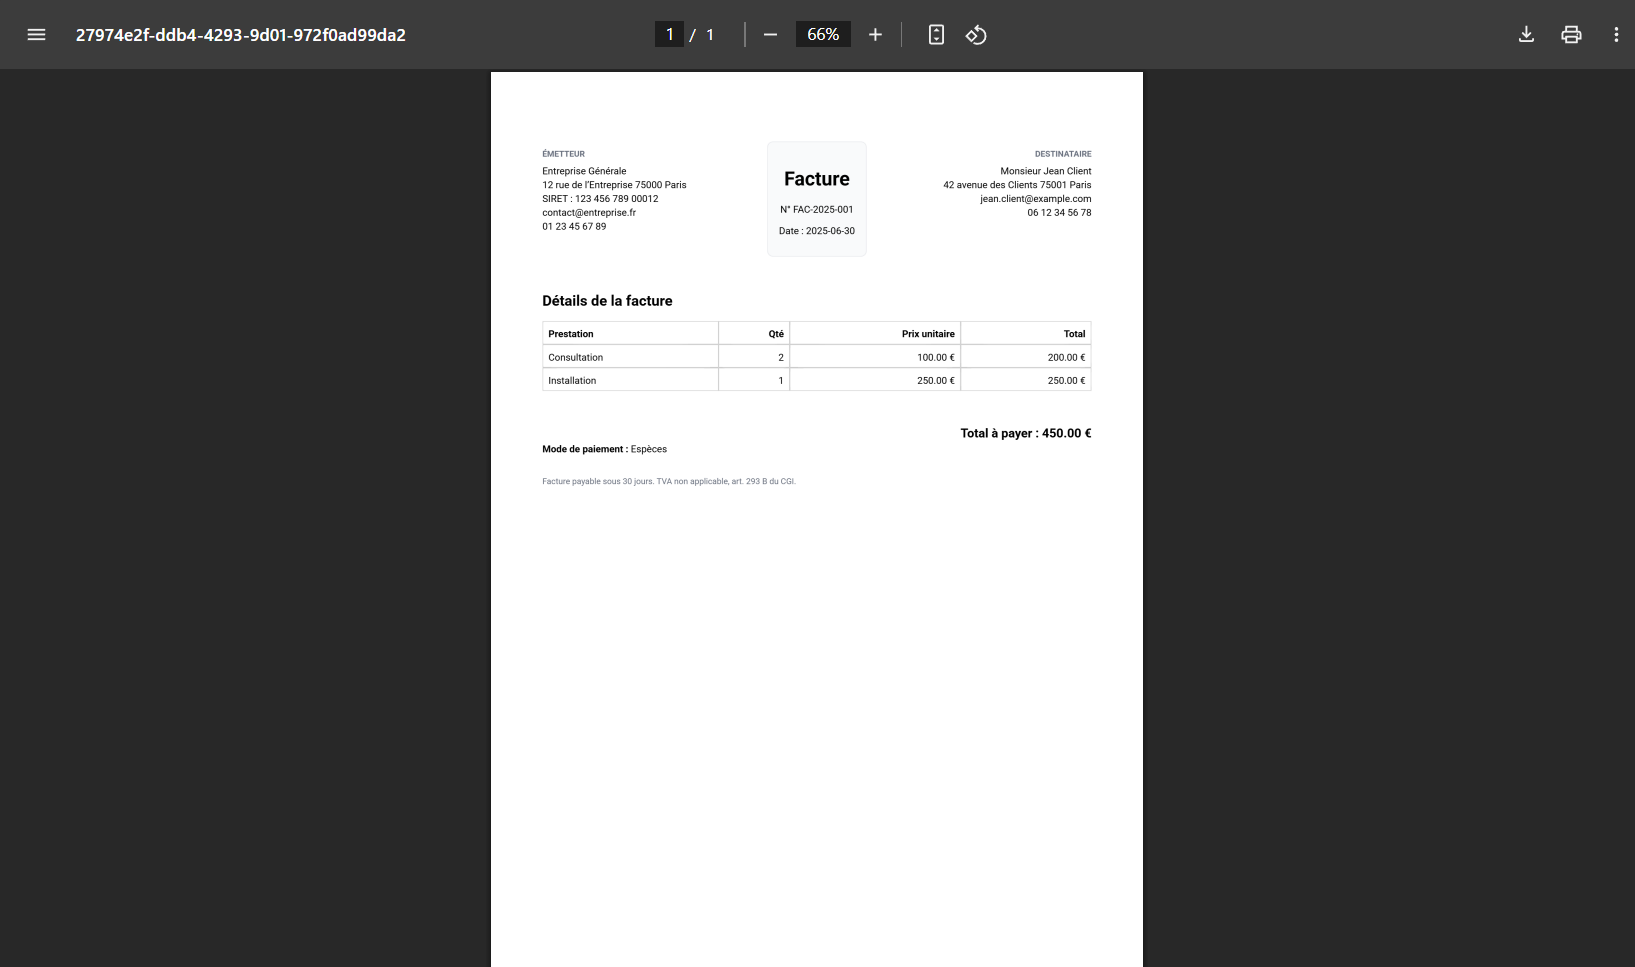 27974e2f-ddb4-4293-9d01-972f0ad99da2
1 / 1
66%
ÉMETTEUR
Entreprise Générale
12 rue de l'Entreprise 75000 Paris
SIRET : 123 456 789 00012
contact@entreprise.fr
01 23 45 67 89
Facture
N° FAC-2025-001
Date : 2025-06-30
DESTINATAIRE
Monsieur Jean Client
42 avenue des Clients 75001 Paris
jean.client@example.com
06 12 34 56 78
Détails de la facture
Prestation Qté Prix unitaire Total
Consultation 2 100.00 € 200.00 €
Installation 1 250.00 € 250.00 €
Total à payer : 450.00 €
Mode de paiement : Espèces
Facture payable sous 30 jours. TVA non applicable, art. 293 B du CGI.